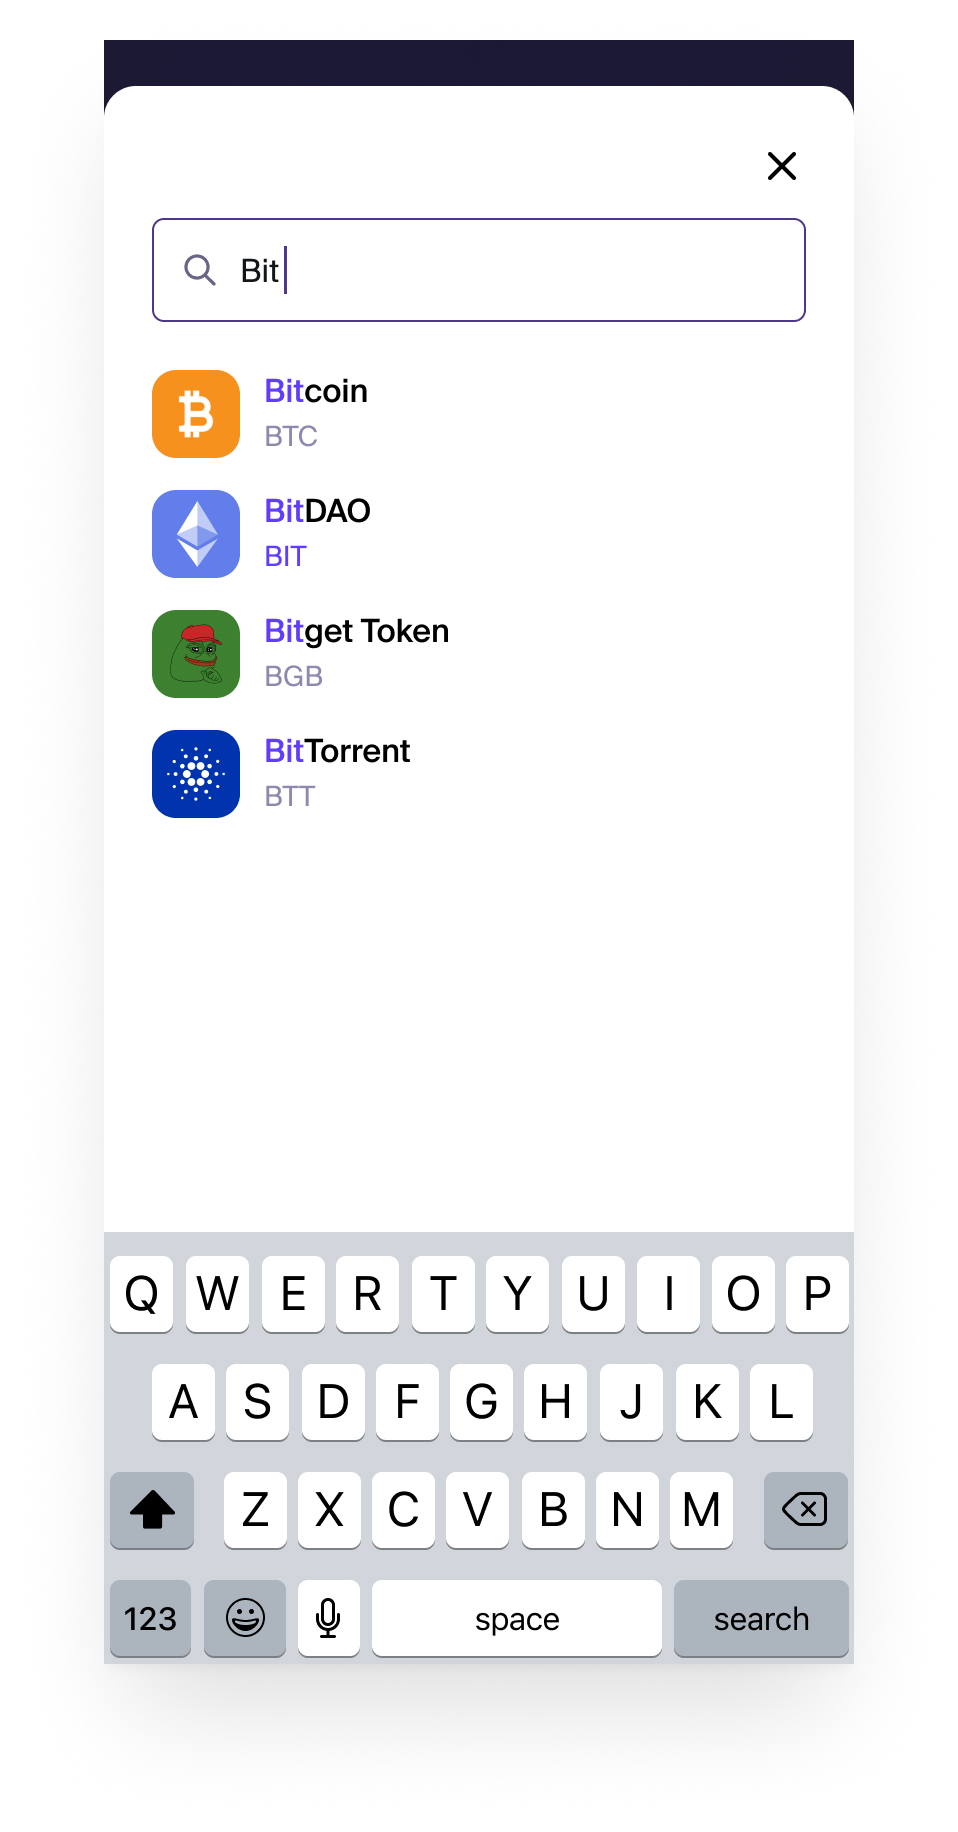 Bit
Bitcoin
BTC
BitDAO
BIT
Bitget Token
BGB
BitTorrent
BTT
Q W E R T Y U I O P
A S D F G H J K L
Z X C V B N M
123 space search